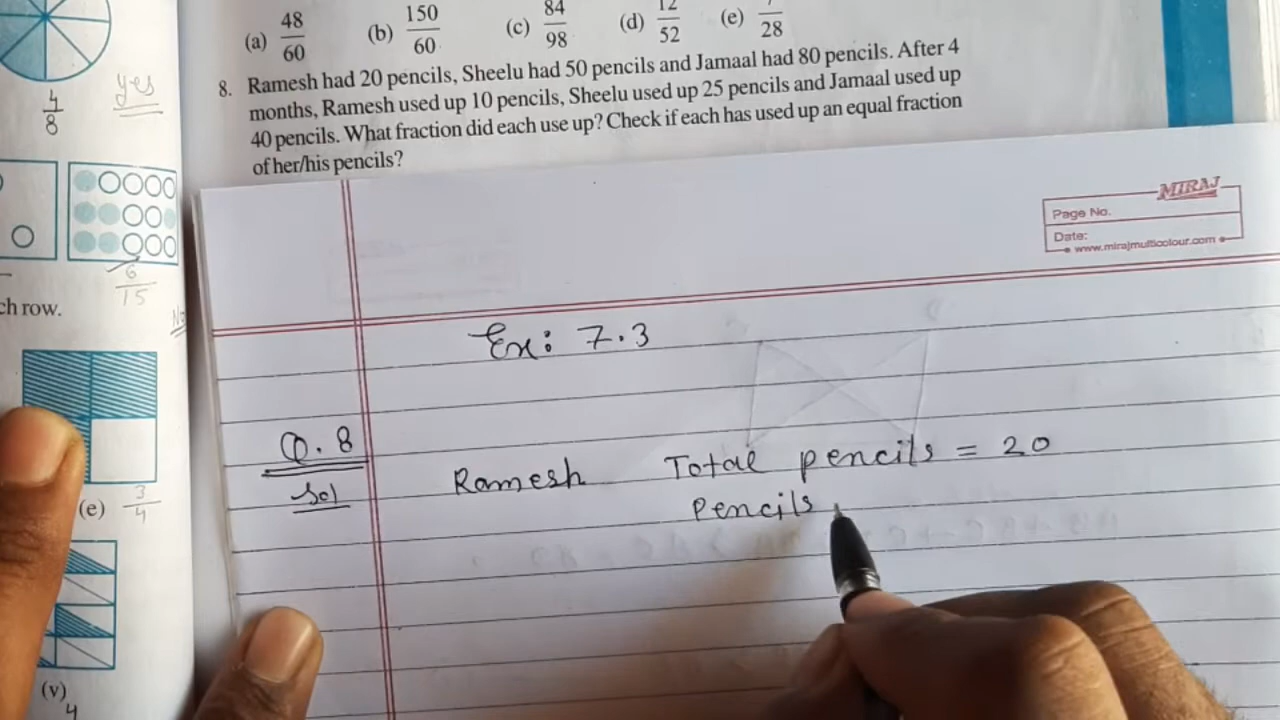 (a) 48/60 (b) 150/60 (c) 84/98 (d) 12/52 (e) 7/28
8. Ramesh had 20 pencils, Sheelu had 50 pencils and Jamaal had 80 pencils. After 4
months, Ramesh used up 10 pencils, Sheelu used up 25 pencils and Jamaal used up
40 pencils. What fraction did each use up? Check if each has used up an equal fraction
of her/his pencils?
yes
4/8
6/15
ch row.
No
(e) 3/4
(v)
4
MIRAJ
Page No.
Date:
www.mirajmulticolour.com
Ex: 7.3
Q. 8
Sol
Ramesh Total pencils = 20
Pencils